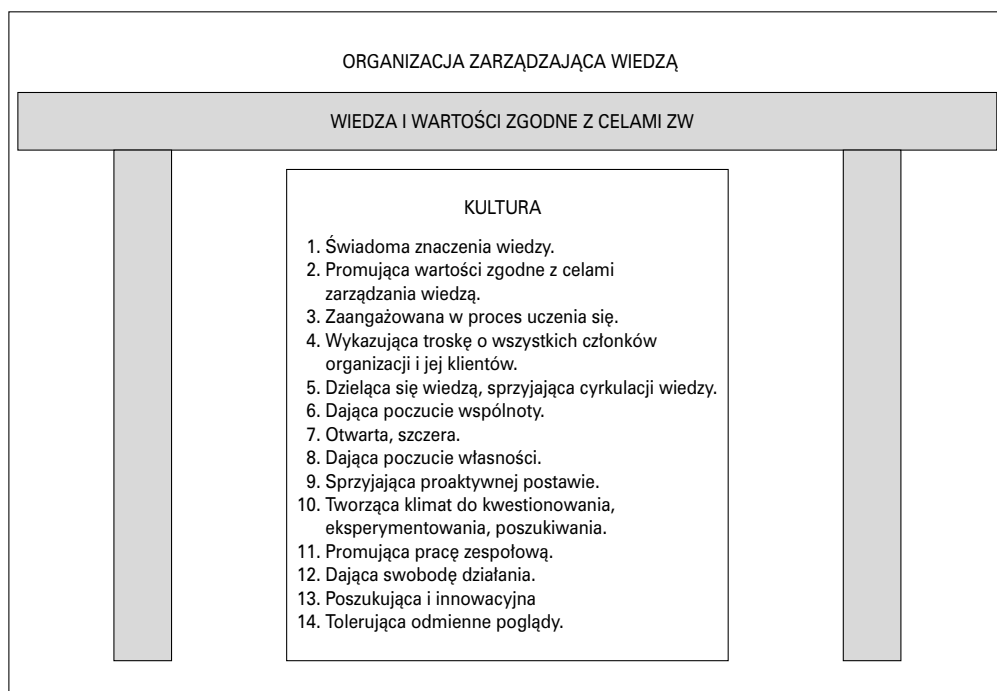 ORGANIZACJA ZARZĄDZAJĄCA WIEDZĄ
WIEDZA I WARTOŚCI ZGODNE Z CELAMI ZW
KULTURA
1. Świadoma znaczenia wiedzy.
2. Promująca wartości zgodne z celami
zarządzania wiedzą.
3. Zaangażowana w proces uczenia się.
4. Wykazująca troskę o wszystkich członków
organizacji i jej klientów.
5. Dzieląca się wiedzą, sprzyjająca cyrkulacji wiedzy.
6. Dająca poczucie wspólnoty.
7. Otwarta, szczera.
8. Dająca poczucie własności.
9. Sprzyjająca proaktywnej postawie.
10. Tworząca klimat do kwestionowania,
eksperymentowania, poszukiwania.
11. Promująca pracę zespołową.
12. Dająca swobodę działania.
13. Poszukująca i innowacyjna
14. Tolerująca odmienne poglądy.